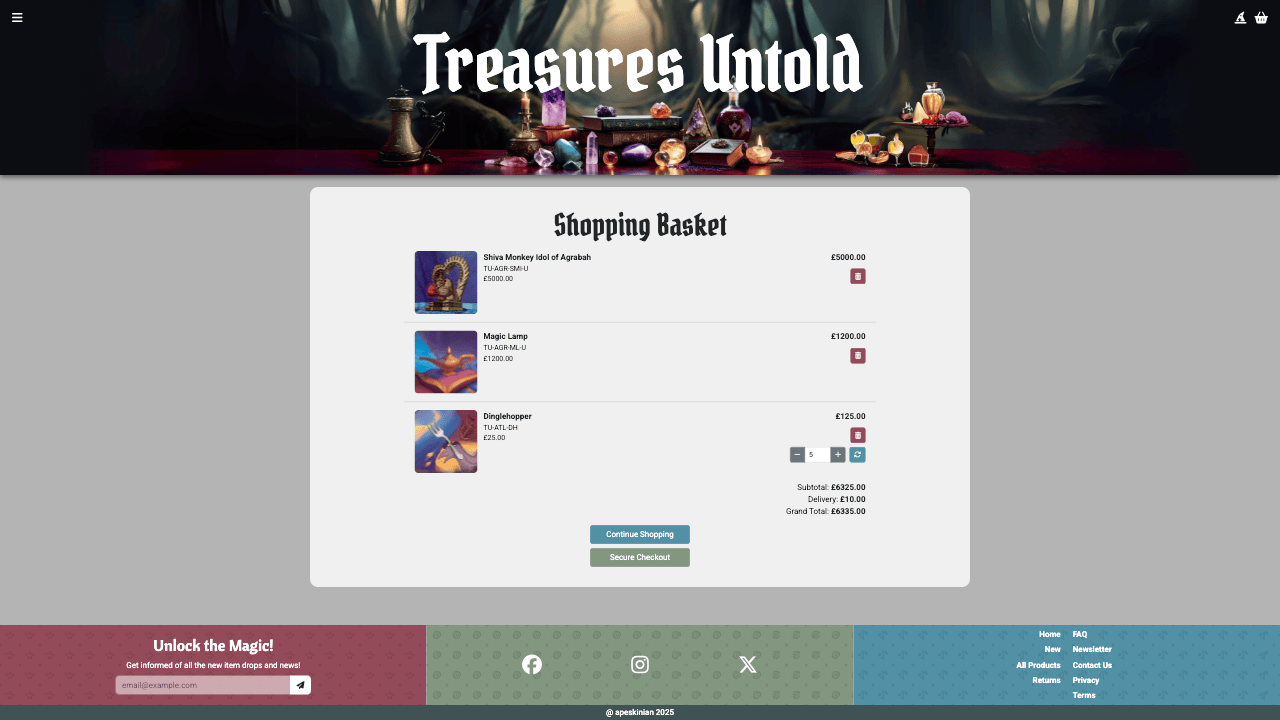 Treasures Untold
Shopping Basket
Shiva Monkey Idol of Agrabah
£5000.00
TU-AGR-SMI-U
£5000.00
Magic Lamp
£1200.00
TU-AGR-ML-U
£1200.00
Dinglehopper
£125.00
TU-ATL-DH
£25.00
5
Subtotal: £6325.00
Delivery: £10.00
Grand Total: £6335.00
Continue Shopping
Secure Checkout
Unlock the Magic!
Get informed of all the new item drops and news!
email@example.com
Home
New
All Products
Returns
FAQ
Newsletter
Contact Us
Privacy
Terms
@ apeskinian 2025